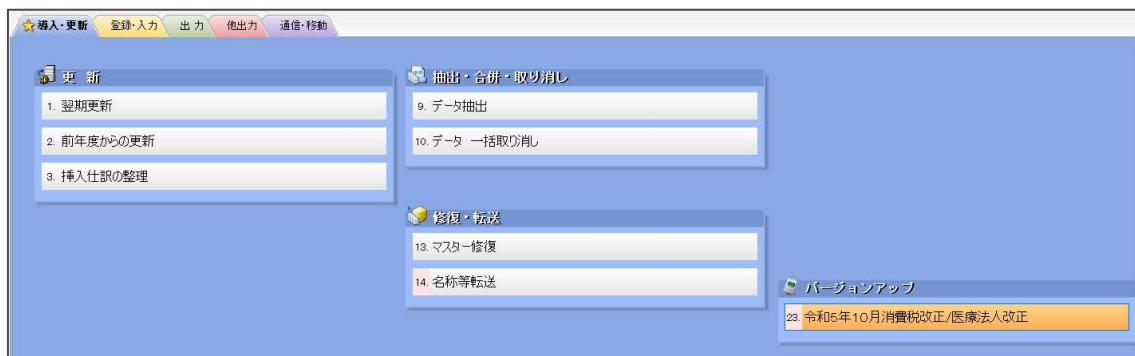 導入・更新 登録・入力 出力 他出力 通信・移動
更 新
1. 翌期更新
2. 前年度からの更新
3. 挿入仕訳の整理
抽出・合併・取り消し
9. データ抽出
10. データ 一括取り消し
修復・転送
13. マスター修復
14. 名称等転送
バージョンアップ
23. 令和5年10月消費税改正/医療法人改正